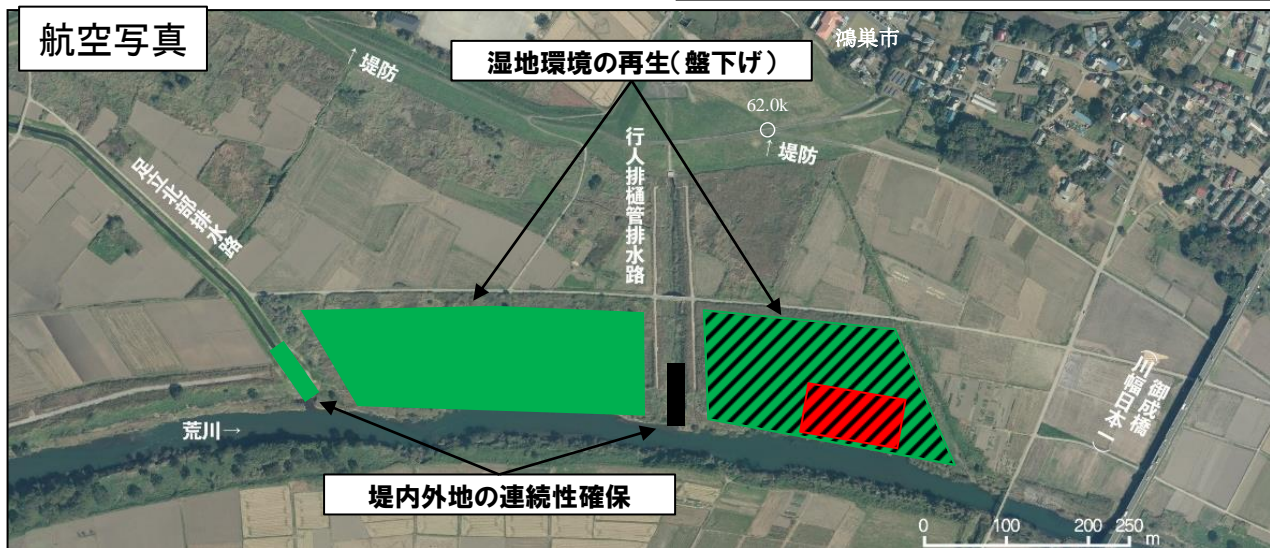 航空写真
湿地環境の再生(盤下げ)
鴻巣市
↑堤防
62.0k
↑堤防
行人排樋管排水路
足立北部排水路
御成橋
川幅日本一
荒川→
堤内外地の連続性確保
0 100 200 250
m